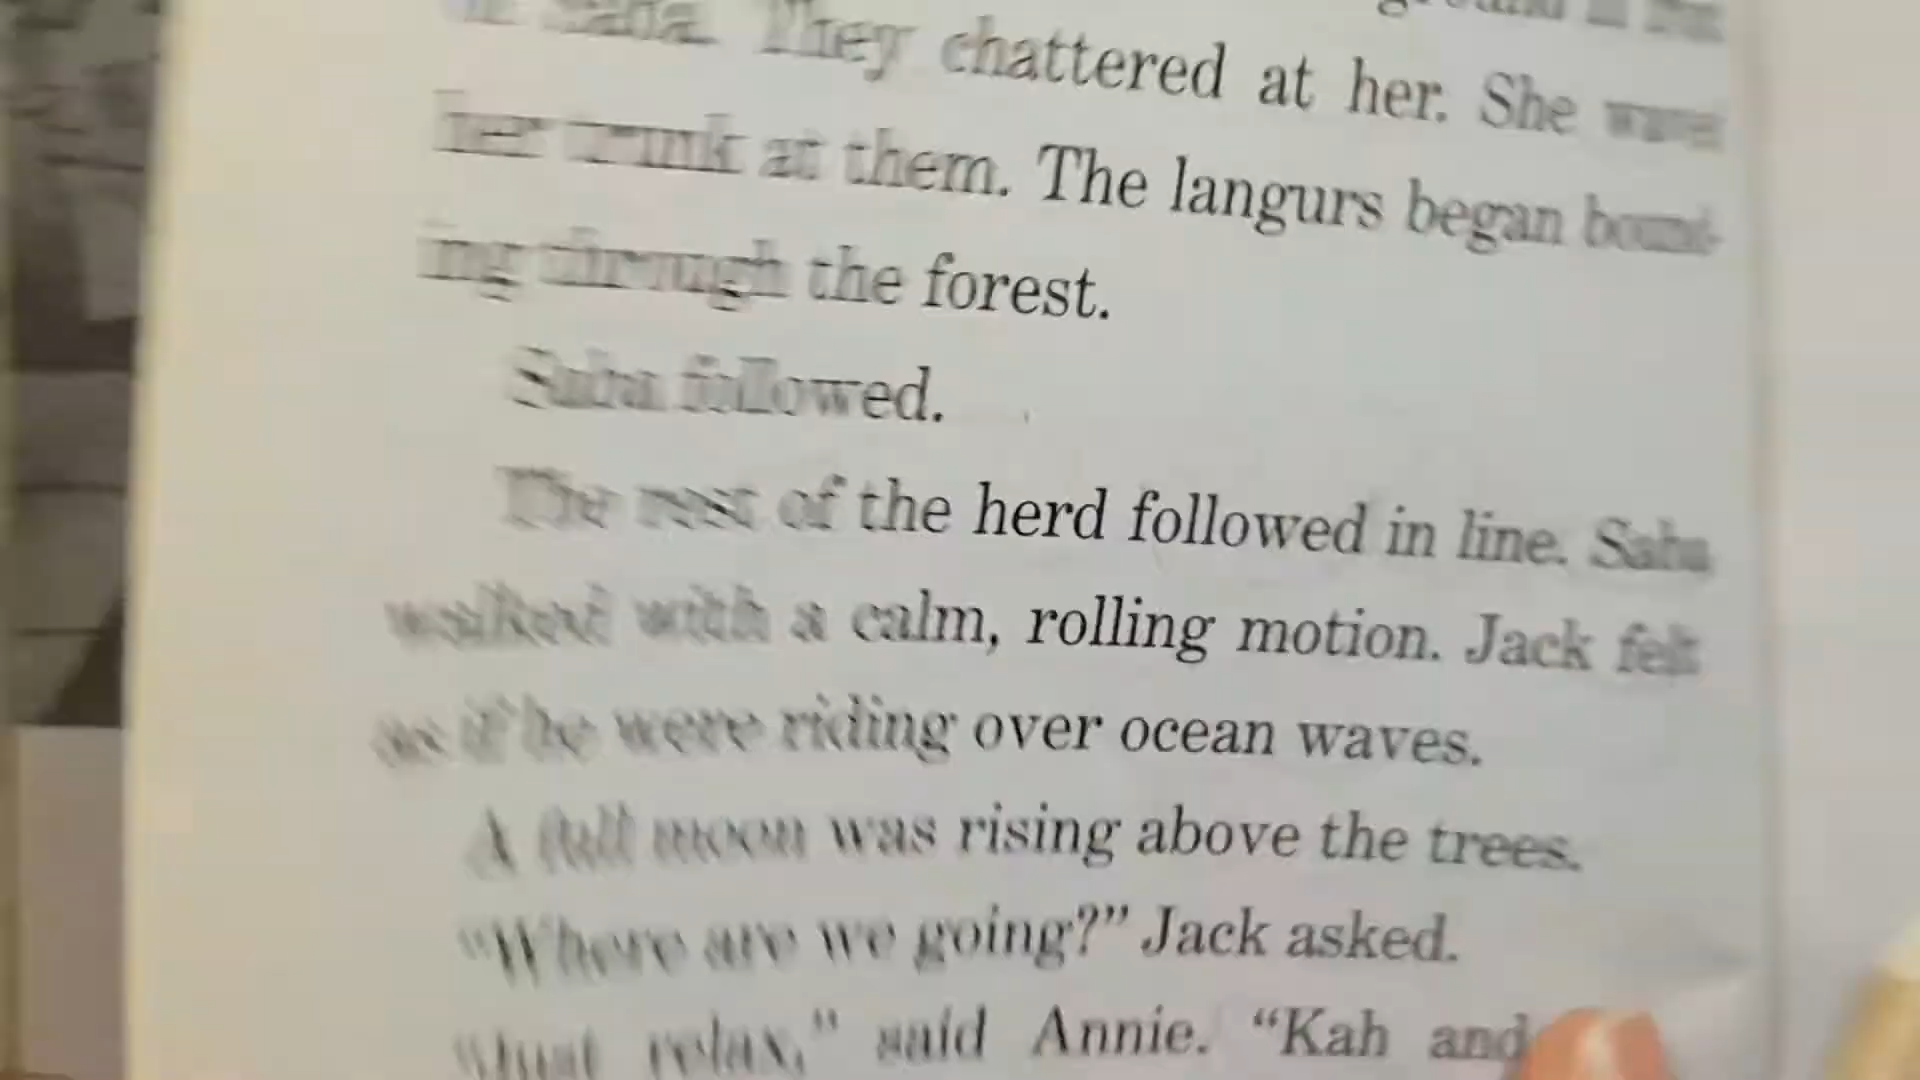 They chattered at her. She
her trunk at them. The langurs began bound-
ing through the forest.
Saba followed.
The rest of the herd followed in line. Saba
walked with a calm, rolling motion. Jack felt
as if he were riding over ocean waves.
A full moon was rising above the trees.
“Where are we going?” Jack asked.
“Just relax,” said Annie. “Kah and